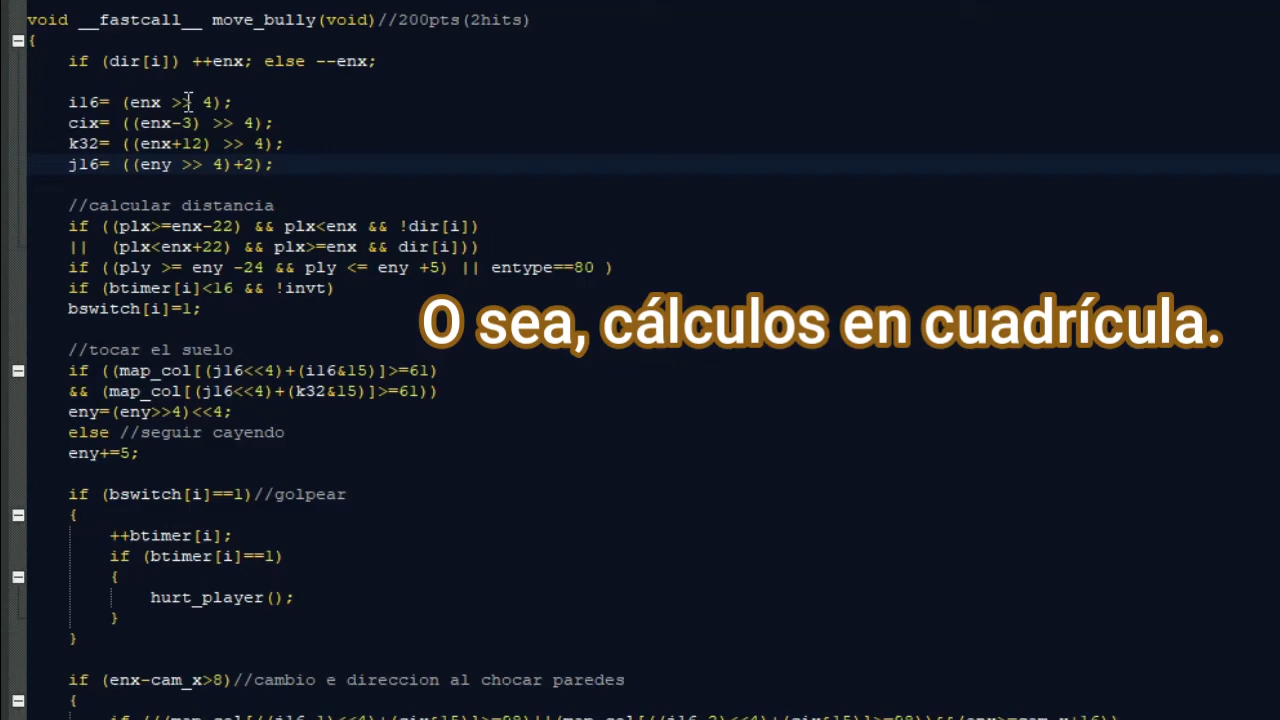 void __fastcall__ move_bully(void)//200pts(2hits)
{
if (dir[i]) ++enx; else --enx;
i16= (enx >> 4);
cix= ((enx-3) >> 4);
k32= ((enx+12) >> 4);
j16= ((eny >> 4)+2);
//calcular distancia
if ((plx>=enx-22) && plx<enx && !dir[i])
|| (plx<enx+22) && plx>=enx && dir[i]))
if ((ply >= eny -24 && ply <= eny +5) || entype==80 )
if (btimer[i]<16 && !invt)
bswitch[i]=1;
O sea, cálculos en cuadrícula.
//tocar el suelo
if ((map_col[(j16<<4)+(i16&15)]>=61)
&& (map_col[(j16<<4)+(k32&15)]>=61))
eny=(eny>>4)<<4;
else //seguir cayendo
eny+=5;
if (bswitch[i]==1)//golpear
{
++btimer[i];
if (btimer[i]==1)
{
hurt_player();
}
}
if (enx-cam_x>8)//cambio e direccion al chocar paredes
{